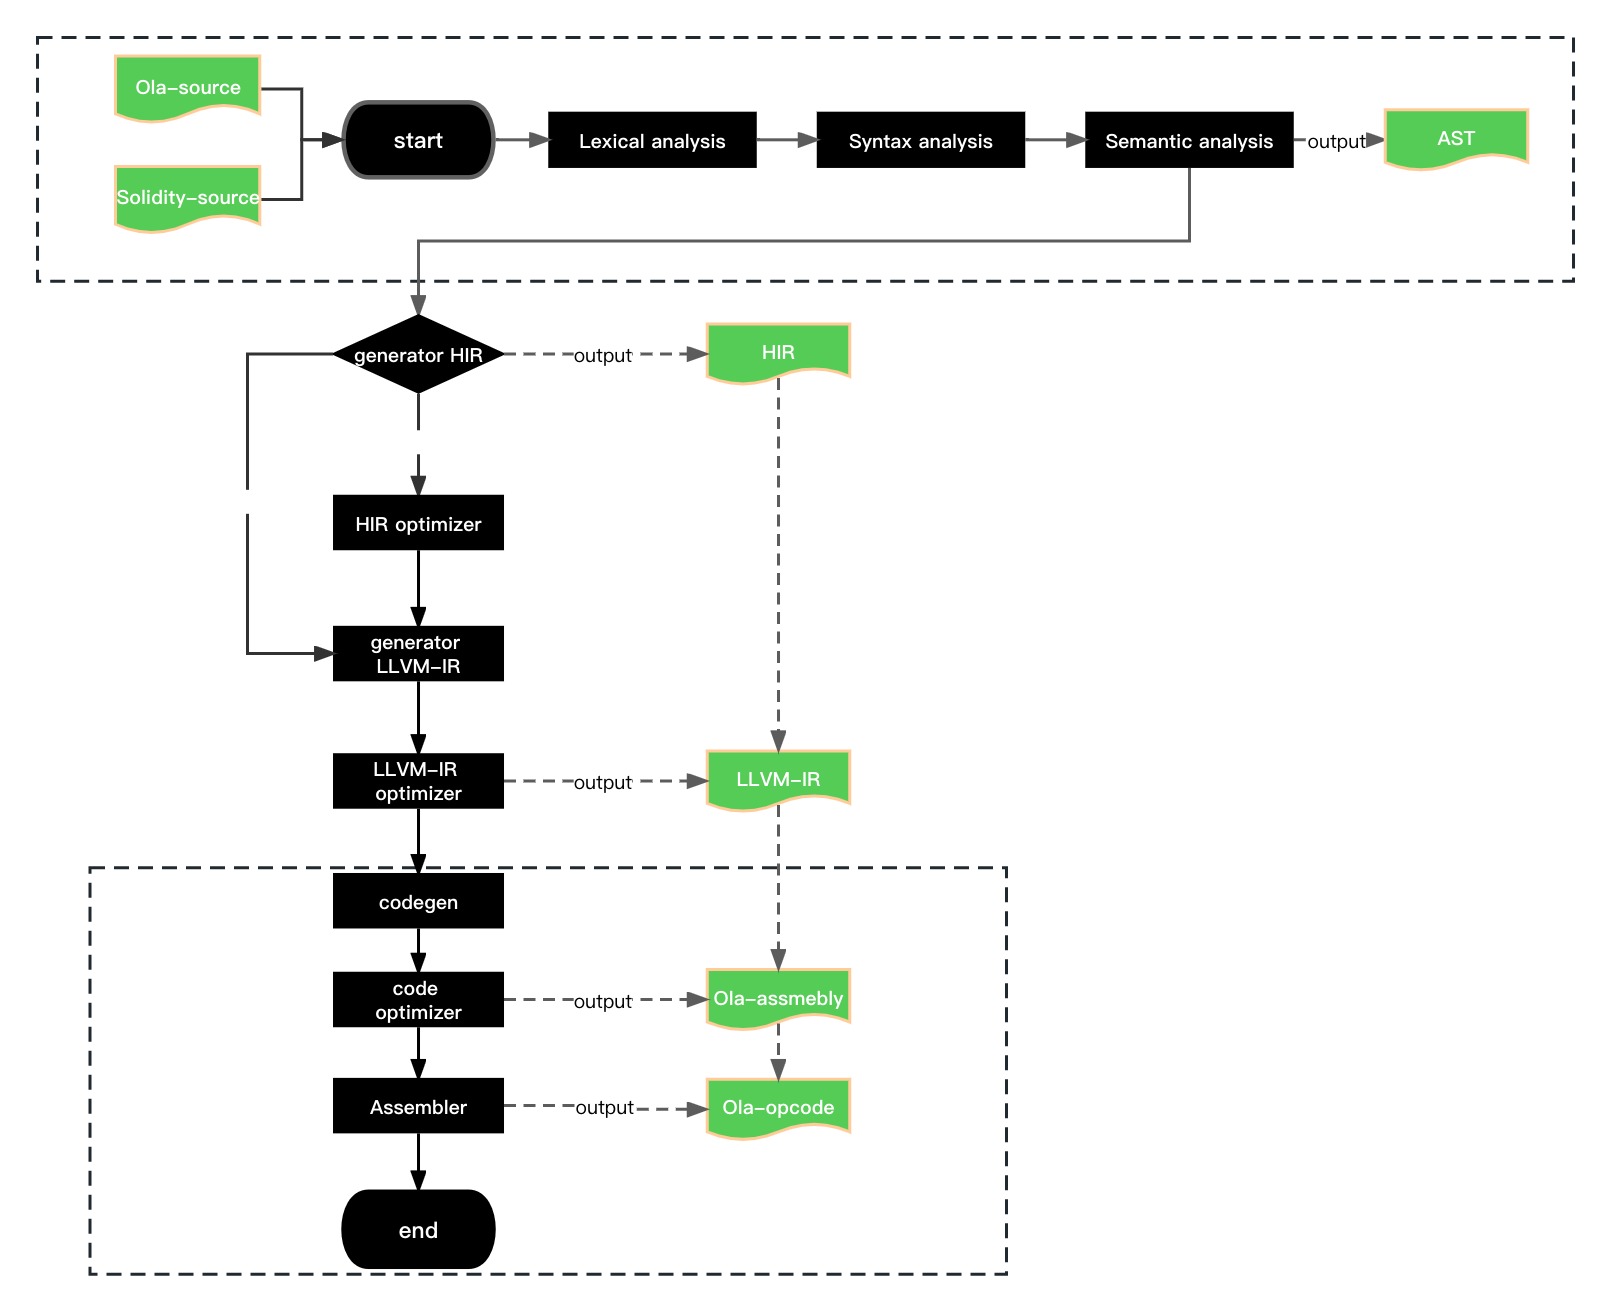 Ola-source
Solidity-source
start
Lexical analysis
Syntax analysis
Semantic analysis
output
AST
generator HIR
output
HIR
HIR optimizer
generator
LLVM-IR
LLVM-IR
optimizer
output
LLVM-IR
codegen
code
optimizer
output
Ola-assmebly
Assembler
output
Ola-opcode
end